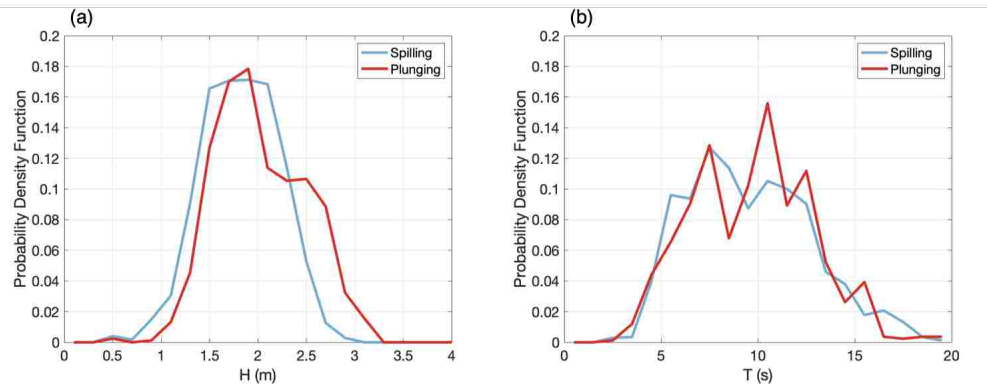 (a)
0.2
0.18
0.16
0.14
0.12
0.1
0.08
0.06
0.04
0.02
0
Probability Density Function
Spilling
Plunging
0 0.5 1 1.5 2 2.5 3 3.5 4
H (m)
(b)
0.2
0.18
0.16
0.14
0.12
0.1
0.08
0.06
0.04
0.02
0
Probability Density Function
Spilling
Plunging
0 5 10 15 20
T (s)